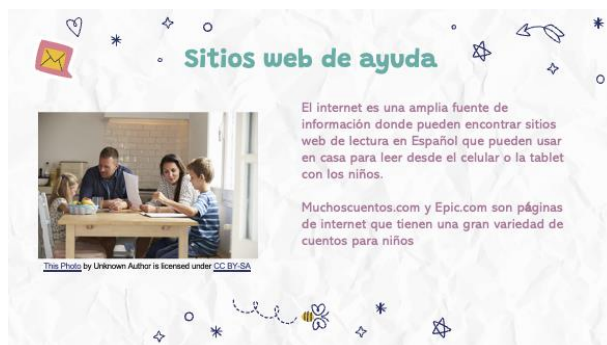 Sitios web de ayuda
El internet es una amplia fuente de
información donde pueden encontrar sitios
web de lectura en Español que pueden usar
en casa para leer desde el celular o la tablet
con los niños.
Muchoscuentos.com y Epic.com son páginas
de internet que tienen una gran variedad de
cuentos para niños
This Photo by Unknown Author is licensed under CC BY-SA